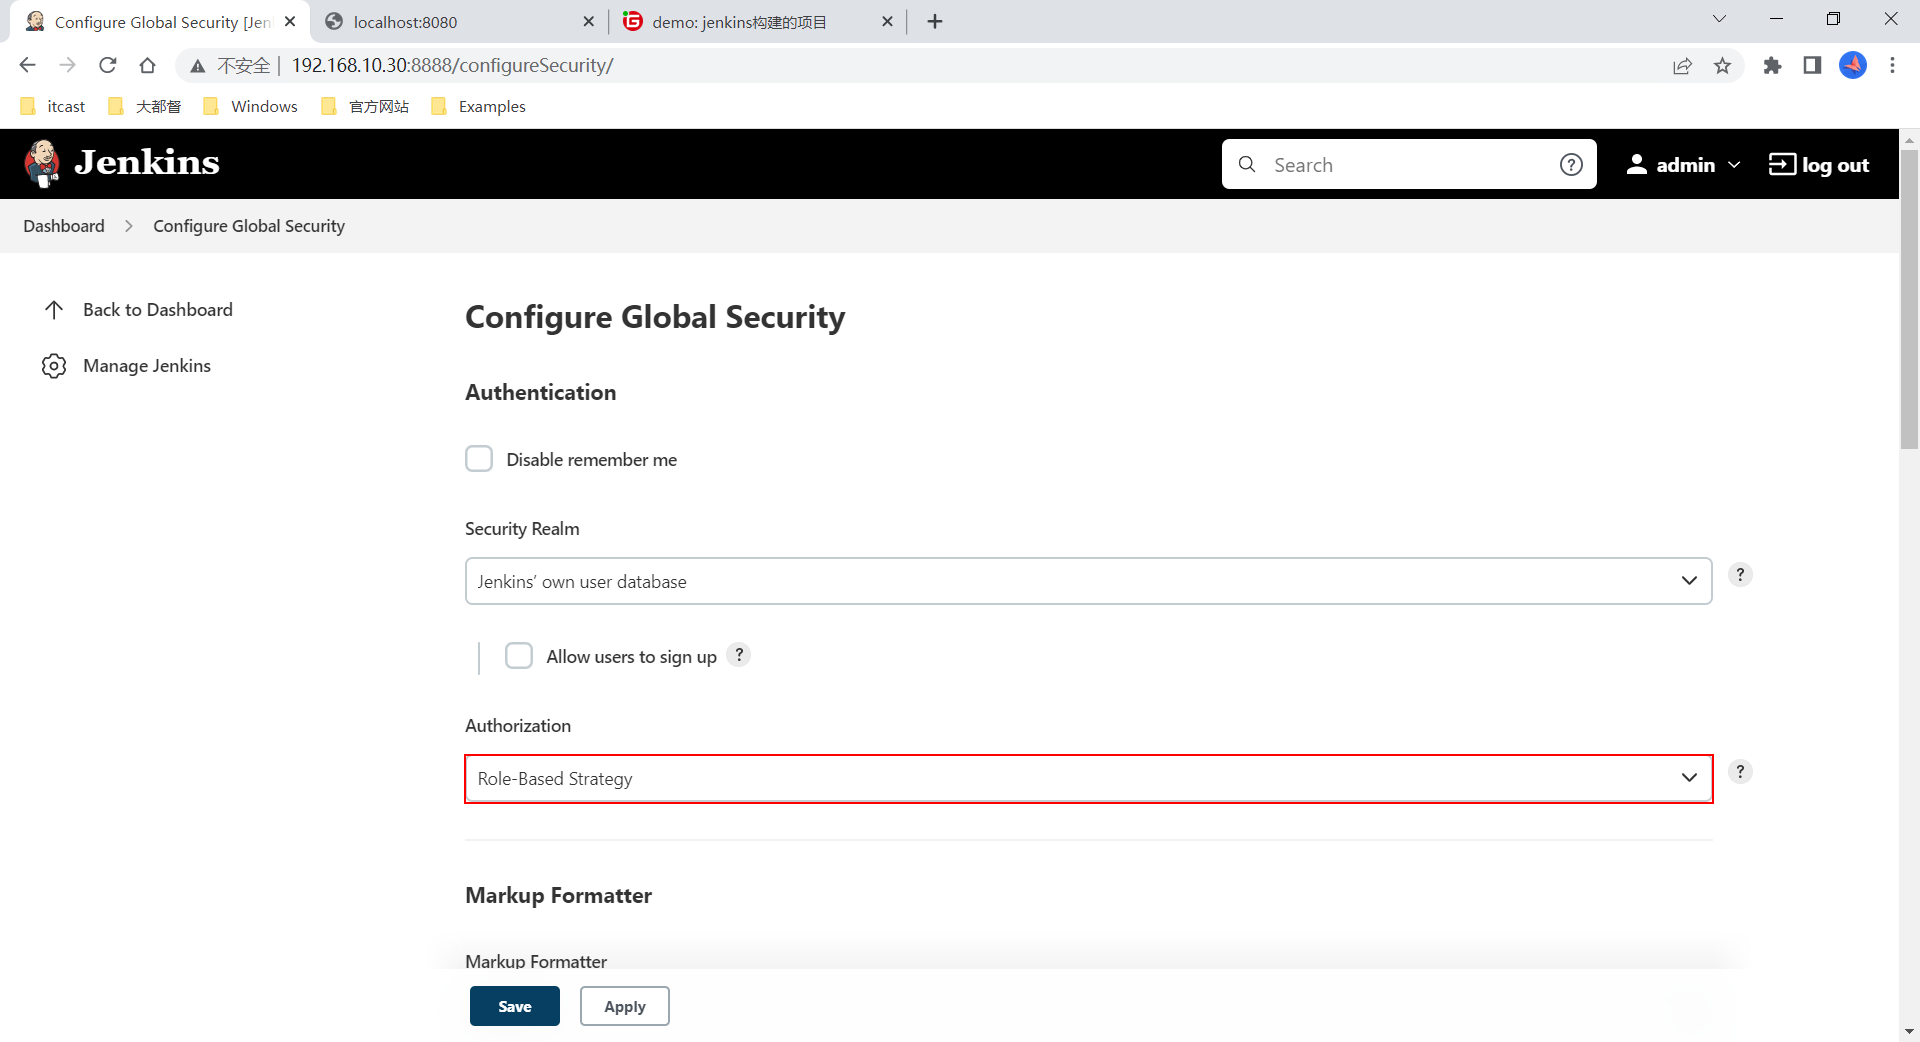 Configure Global Security [Jen
localhost:8080
demo: jenkins构建的项目
不安全 | 192.168.10.30:8888/configureSecurity/
itcast
大都督
Windows
官方网站
Examples
Jenkins
Search
?
admin
log out
Dashboard
Configure Global Security
Back to Dashboard
Manage Jenkins
Configure Global Security
Authentication
Disable remember me
Security Realm
Jenkins’ own user database
?
Allow users to sign up ?
Authorization
Role-Based Strategy
?
Markup Formatter
Markup Formatter
Save
Apply